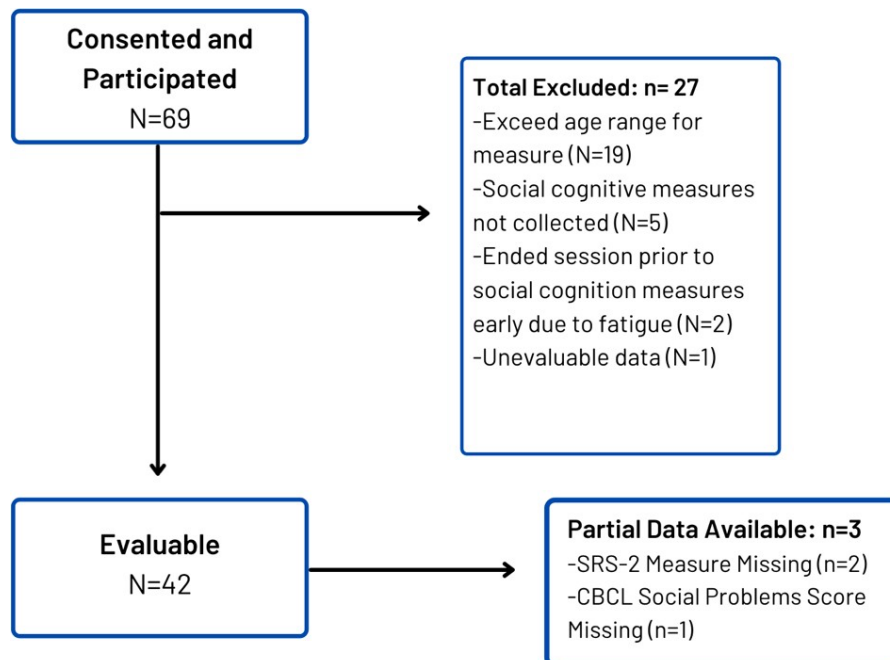 Consented and
Participated
N=69
Total Excluded: n= 27
-Exceed age range for
measure (N=19)
-Social cognitive measures
not collected (N=5)
-Ended session prior to
social cognition measures
early due to fatigue (N=2)
-Unevaluable data (N=1)
Evaluable
N=42
Partial Data Available: n=3
-SRS-2 Measure Missing (n=2)
-CBCL Social Problems Score
Missing (n=1)